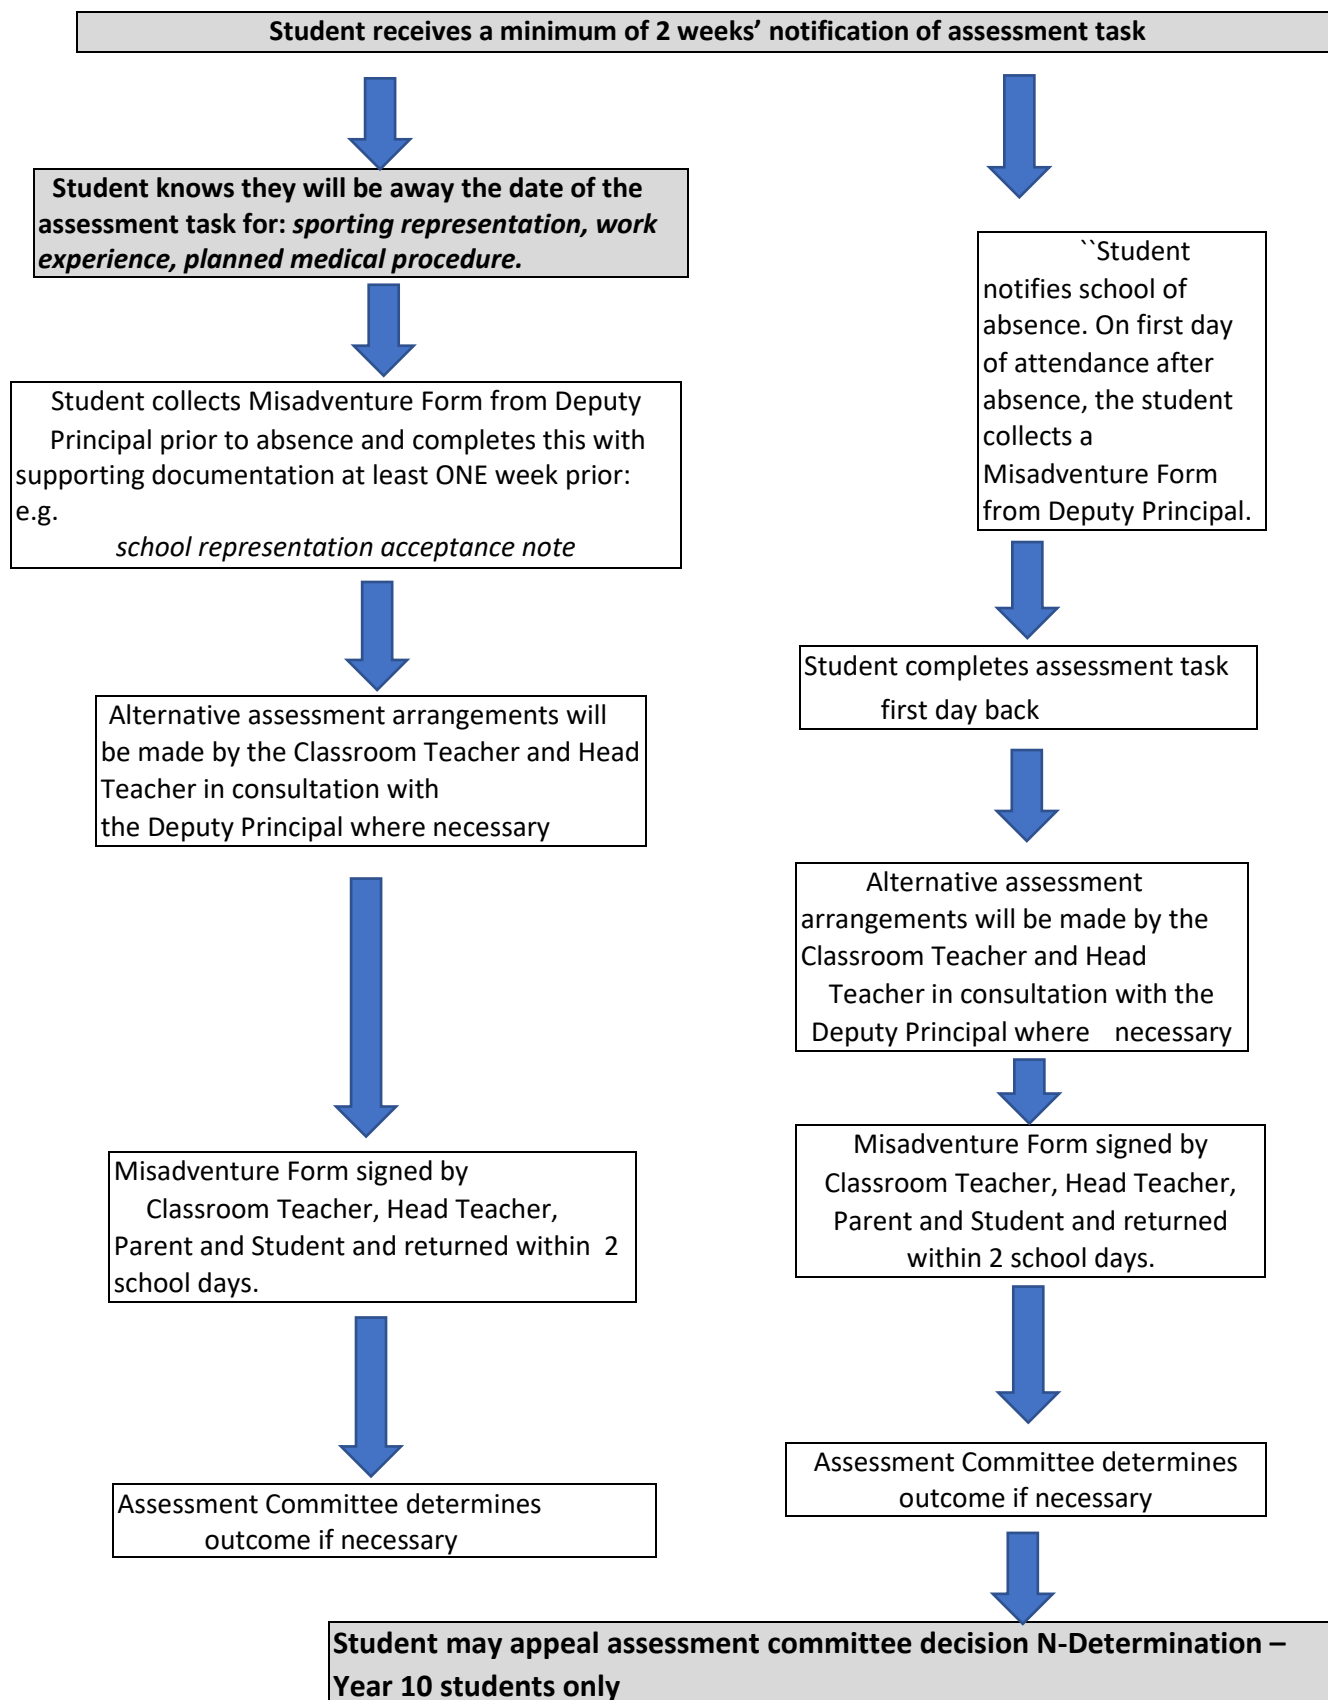 Student receives a minimum of 2 weeks’ notification of assessment task
Student knows they will be away the date of the
assessment task for: sporting representation, work
experience, planned medical procedure.
Student collects Misadventure Form from Deputy
Principal prior to absence and completes this with
supporting documentation at least ONE week prior:
e.g.
school representation acceptance note
Alternative assessment arrangements will
be made by the Classroom Teacher and Head
Teacher in consultation with
the Deputy Principal where necessary
Misadventure Form signed by
Classroom Teacher, Head Teacher,
Parent and Student and returned within 2
school days.
Assessment Committee determines
outcome if necessary
``Student
notifies school of
absence. On first day
of attendance after
absence, the student
collects a
Misadventure Form
from Deputy Principal.
Student completes assessment task
first day back
Alternative assessment
arrangements will be made by the
Classroom Teacher and Head
Teacher in consultation with the
Deputy Principal where necessary
Misadventure Form signed by
Classroom Teacher, Head Teacher,
Parent and Student and returned
within 2 school days.
Assessment Committee determines
outcome if necessary
Student may appeal assessment committee decision N-Determination –
Year 10 students only